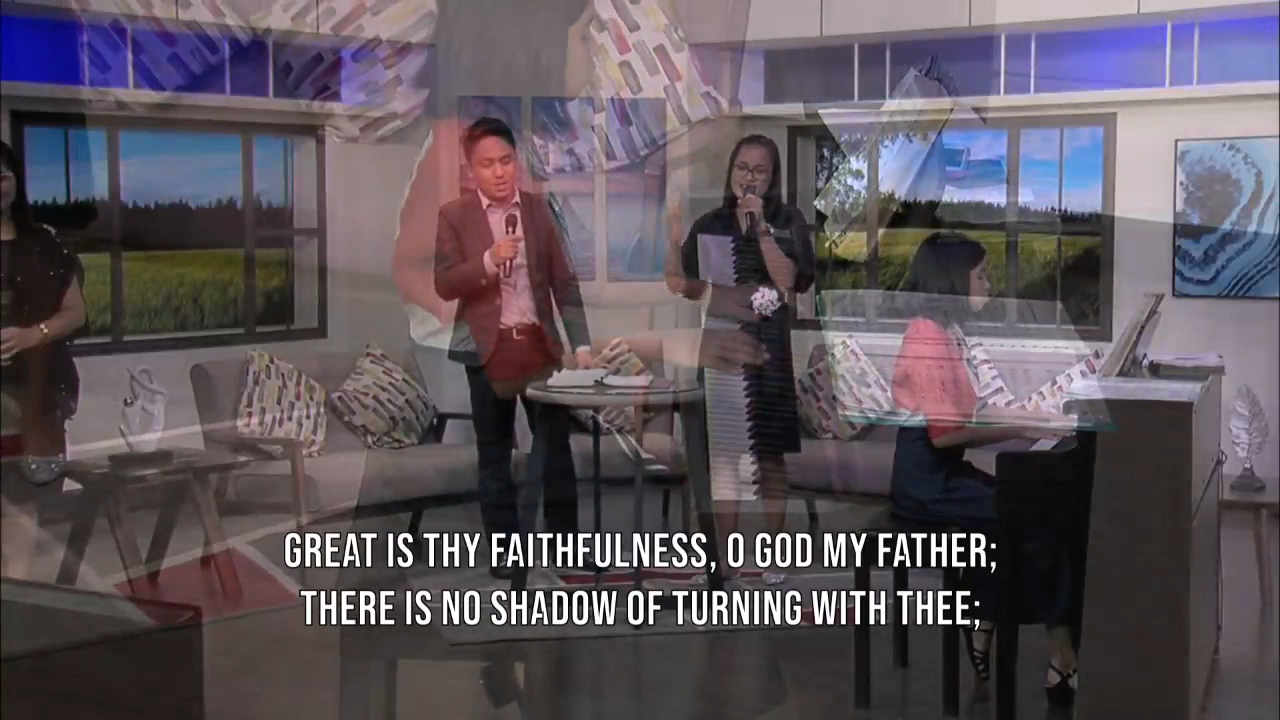 GREAT IS THY FAITHFULNESS, O GOD MY FATHER;
THERE IS NO SHADOW OF TURNING WITH THEE;